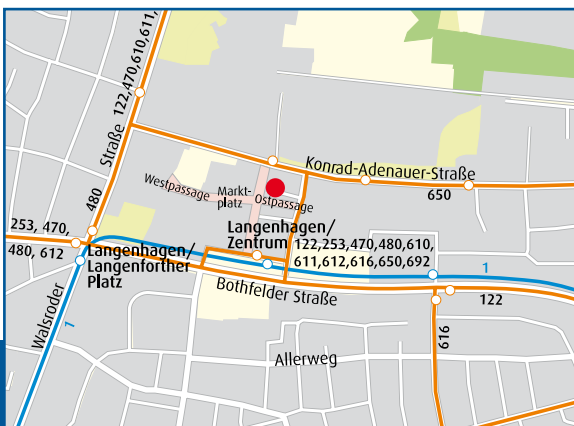 122,470,610,611,
Straße
480
Konrad-Adenauer-Straße
650
Westpassage
Markt-
platz
Ostpassage
253, 470,
480, 612
Langenhagen/
Zentrum
122,253,470,480,610,
611,612,616,650,692
Langenhagen/
Langenforther
Platz
1
Bothfelder Straße
122
Walsroder
1
616
Allerweg